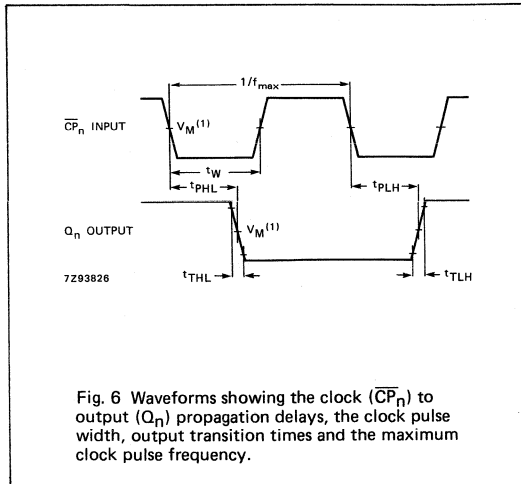 1/fmax
CPn INPUT
VM(1)
tW
tPHL
tPLH
Qn OUTPUT
VM(1)
7Z93826
tTHL
tTLH
Fig. 6 Waveforms showing the clock (CPn) to
output (Qn) propagation delays, the clock pulse
width, output transition times and the maximum
clock pulse frequency.